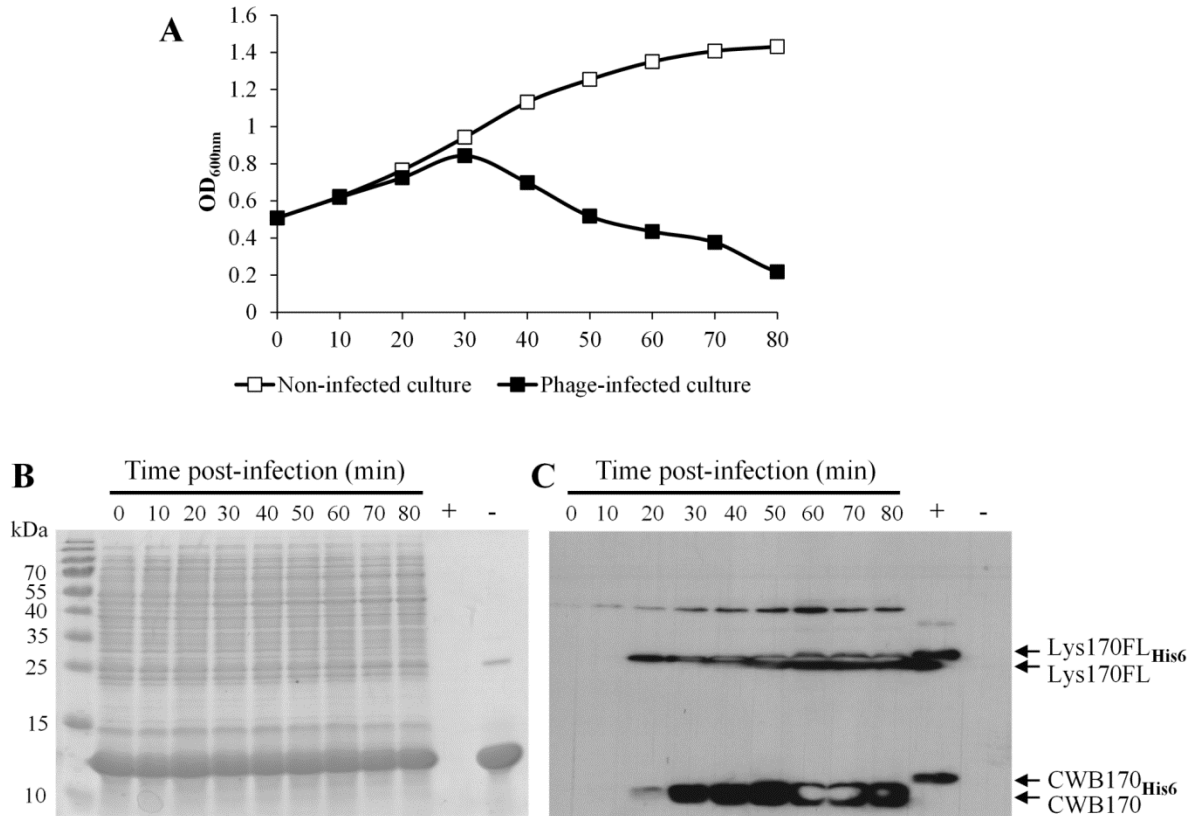 A
1.6
1.4
1.2
1
0.8
0.6
0.4
0.2
0
OD600nm
0 10 20 30 40 50 60 70 80
Non-infected culture Phage-infected culture
B
Time post-infection (min)
kDa
0 10 20 30 40 50 60 70 80 + -
70
55
40
35
25
15
10
C
Time post-infection (min)
0 10 20 30 40 50 60 70 80 + -
Lys170FLHis6
Lys170FL
CWB170His6
CWB170